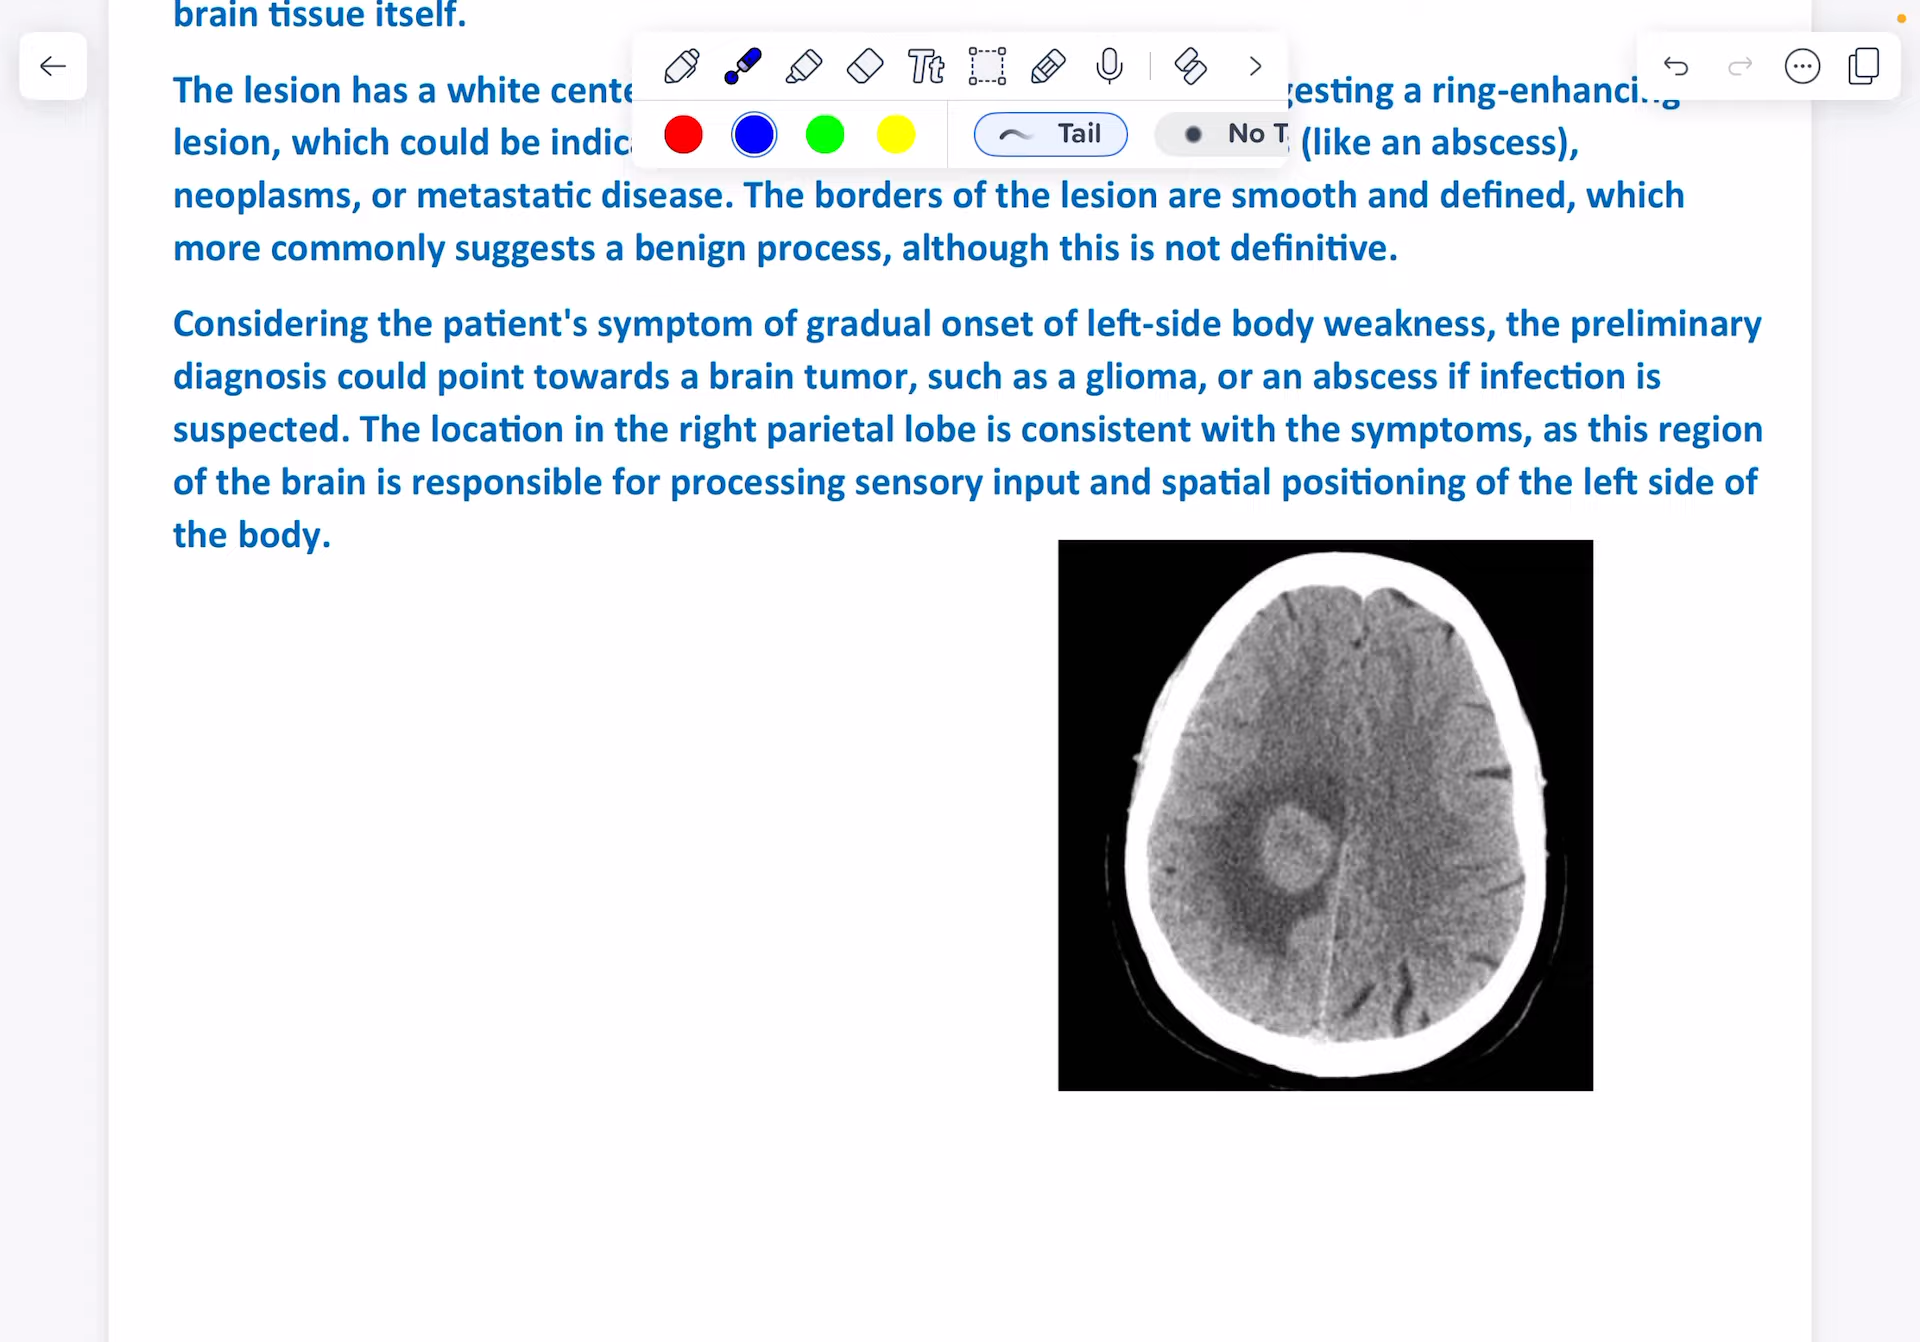 brain tissue itself.
The lesion has a white cente
gesting a ring-enhancing
lesion, which could be indic
(like an abscess),
neoplasms, or metastatic disease. The borders of the lesion are smooth and defined, which
more commonly suggests a benign process, although this is not definitive.
Considering the patient's symptom of gradual onset of left-side body weakness, the preliminary
diagnosis could point towards a brain tumor, such as a glioma, or an abscess if infection is
suspected. The location in the right parietal lobe is consistent with the symptoms, as this region
of the brain is responsible for processing sensory input and spatial positioning of the left side of
the body.
Tt
Tail
No T